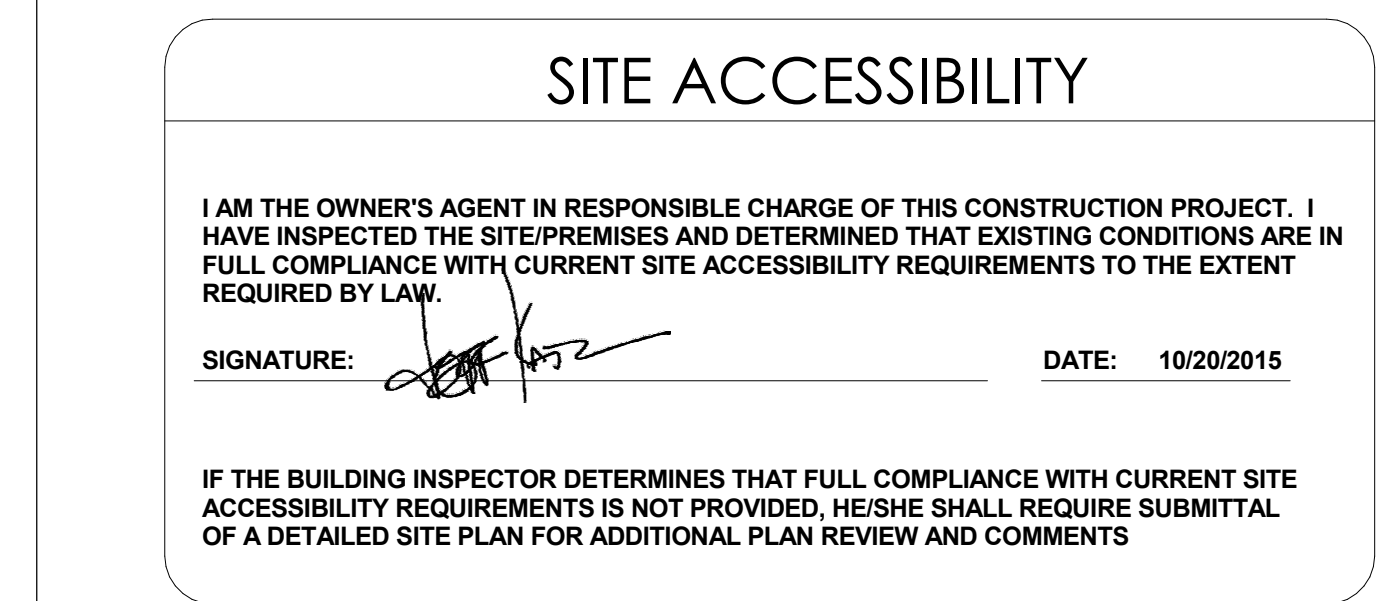 SITE ACCESSIBILITY
I AM THE OWNER'S AGENT IN RESPONSIBLE CHARGE OF THIS CONSTRUCTION PROJECT.  I
HAVE INSPECTED THE SITE/PREMISES AND DETERMINED THAT EXISTING CONDITIONS ARE IN
FULL COMPLIANCE WITH CURRENT SITE ACCESSIBILITY REQUIREMENTS TO THE EXTENT
REQUIRED BY LAW.
SIGNATURE: DATE: 10/20/2015
IF THE BUILDING INSPECTOR DETERMINES THAT FULL COMPLIANCE WITH CURRENT SITE
ACCESSIBILITY REQUIREMENTS IS NOT PROVIDED, HE/SHE SHALL REQUIRE SUBMITTAL
OF A DETAILED SITE PLAN FOR ADDITIONAL PLAN REVIEW AND COMMENTS